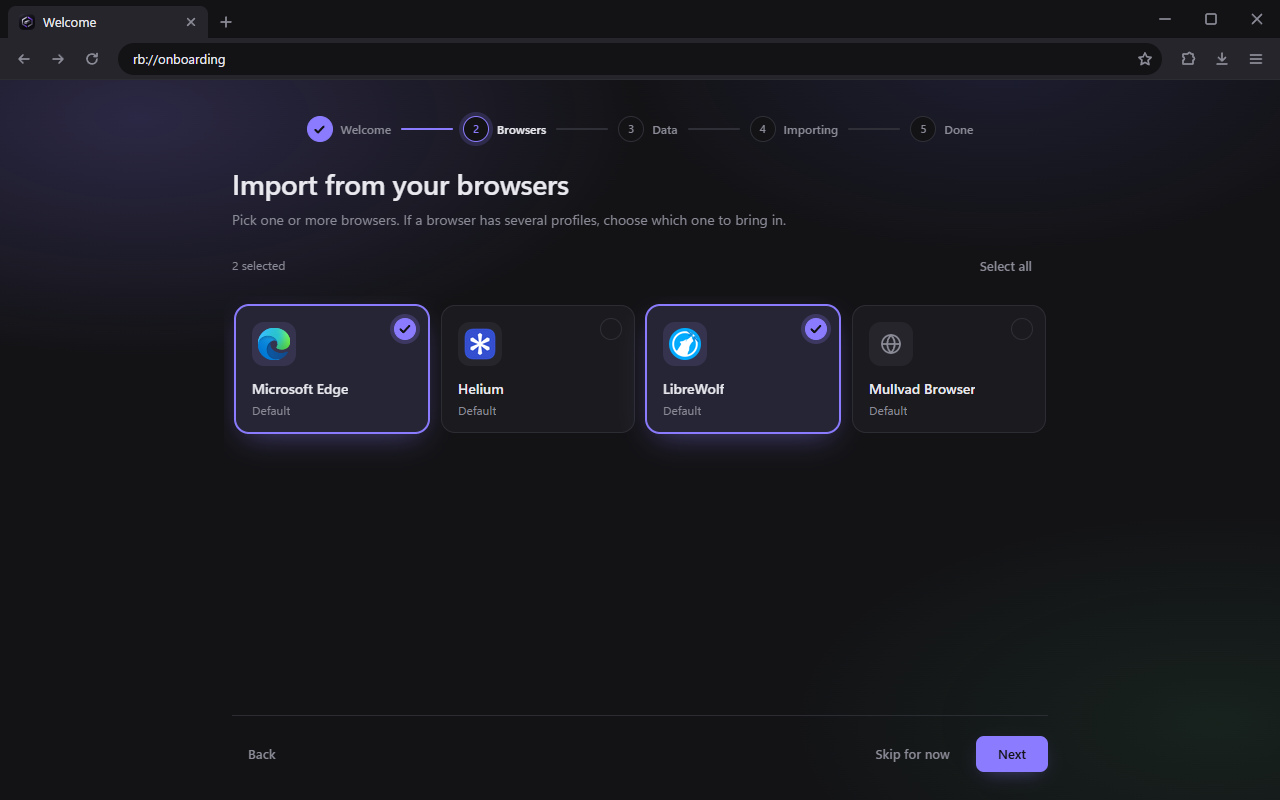 Welcome
rb://onboarding
Welcome
2 Browsers
3 Data
4 Importing
5 Done
Import from your browsers
Pick one or more browsers. If a browser has several profiles, choose which one to bring in.
2 selected
Select all
Microsoft Edge
Default
Helium
Default
LibreWolf
Default
Mullvad Browser
Default
Back
Skip for now
Next